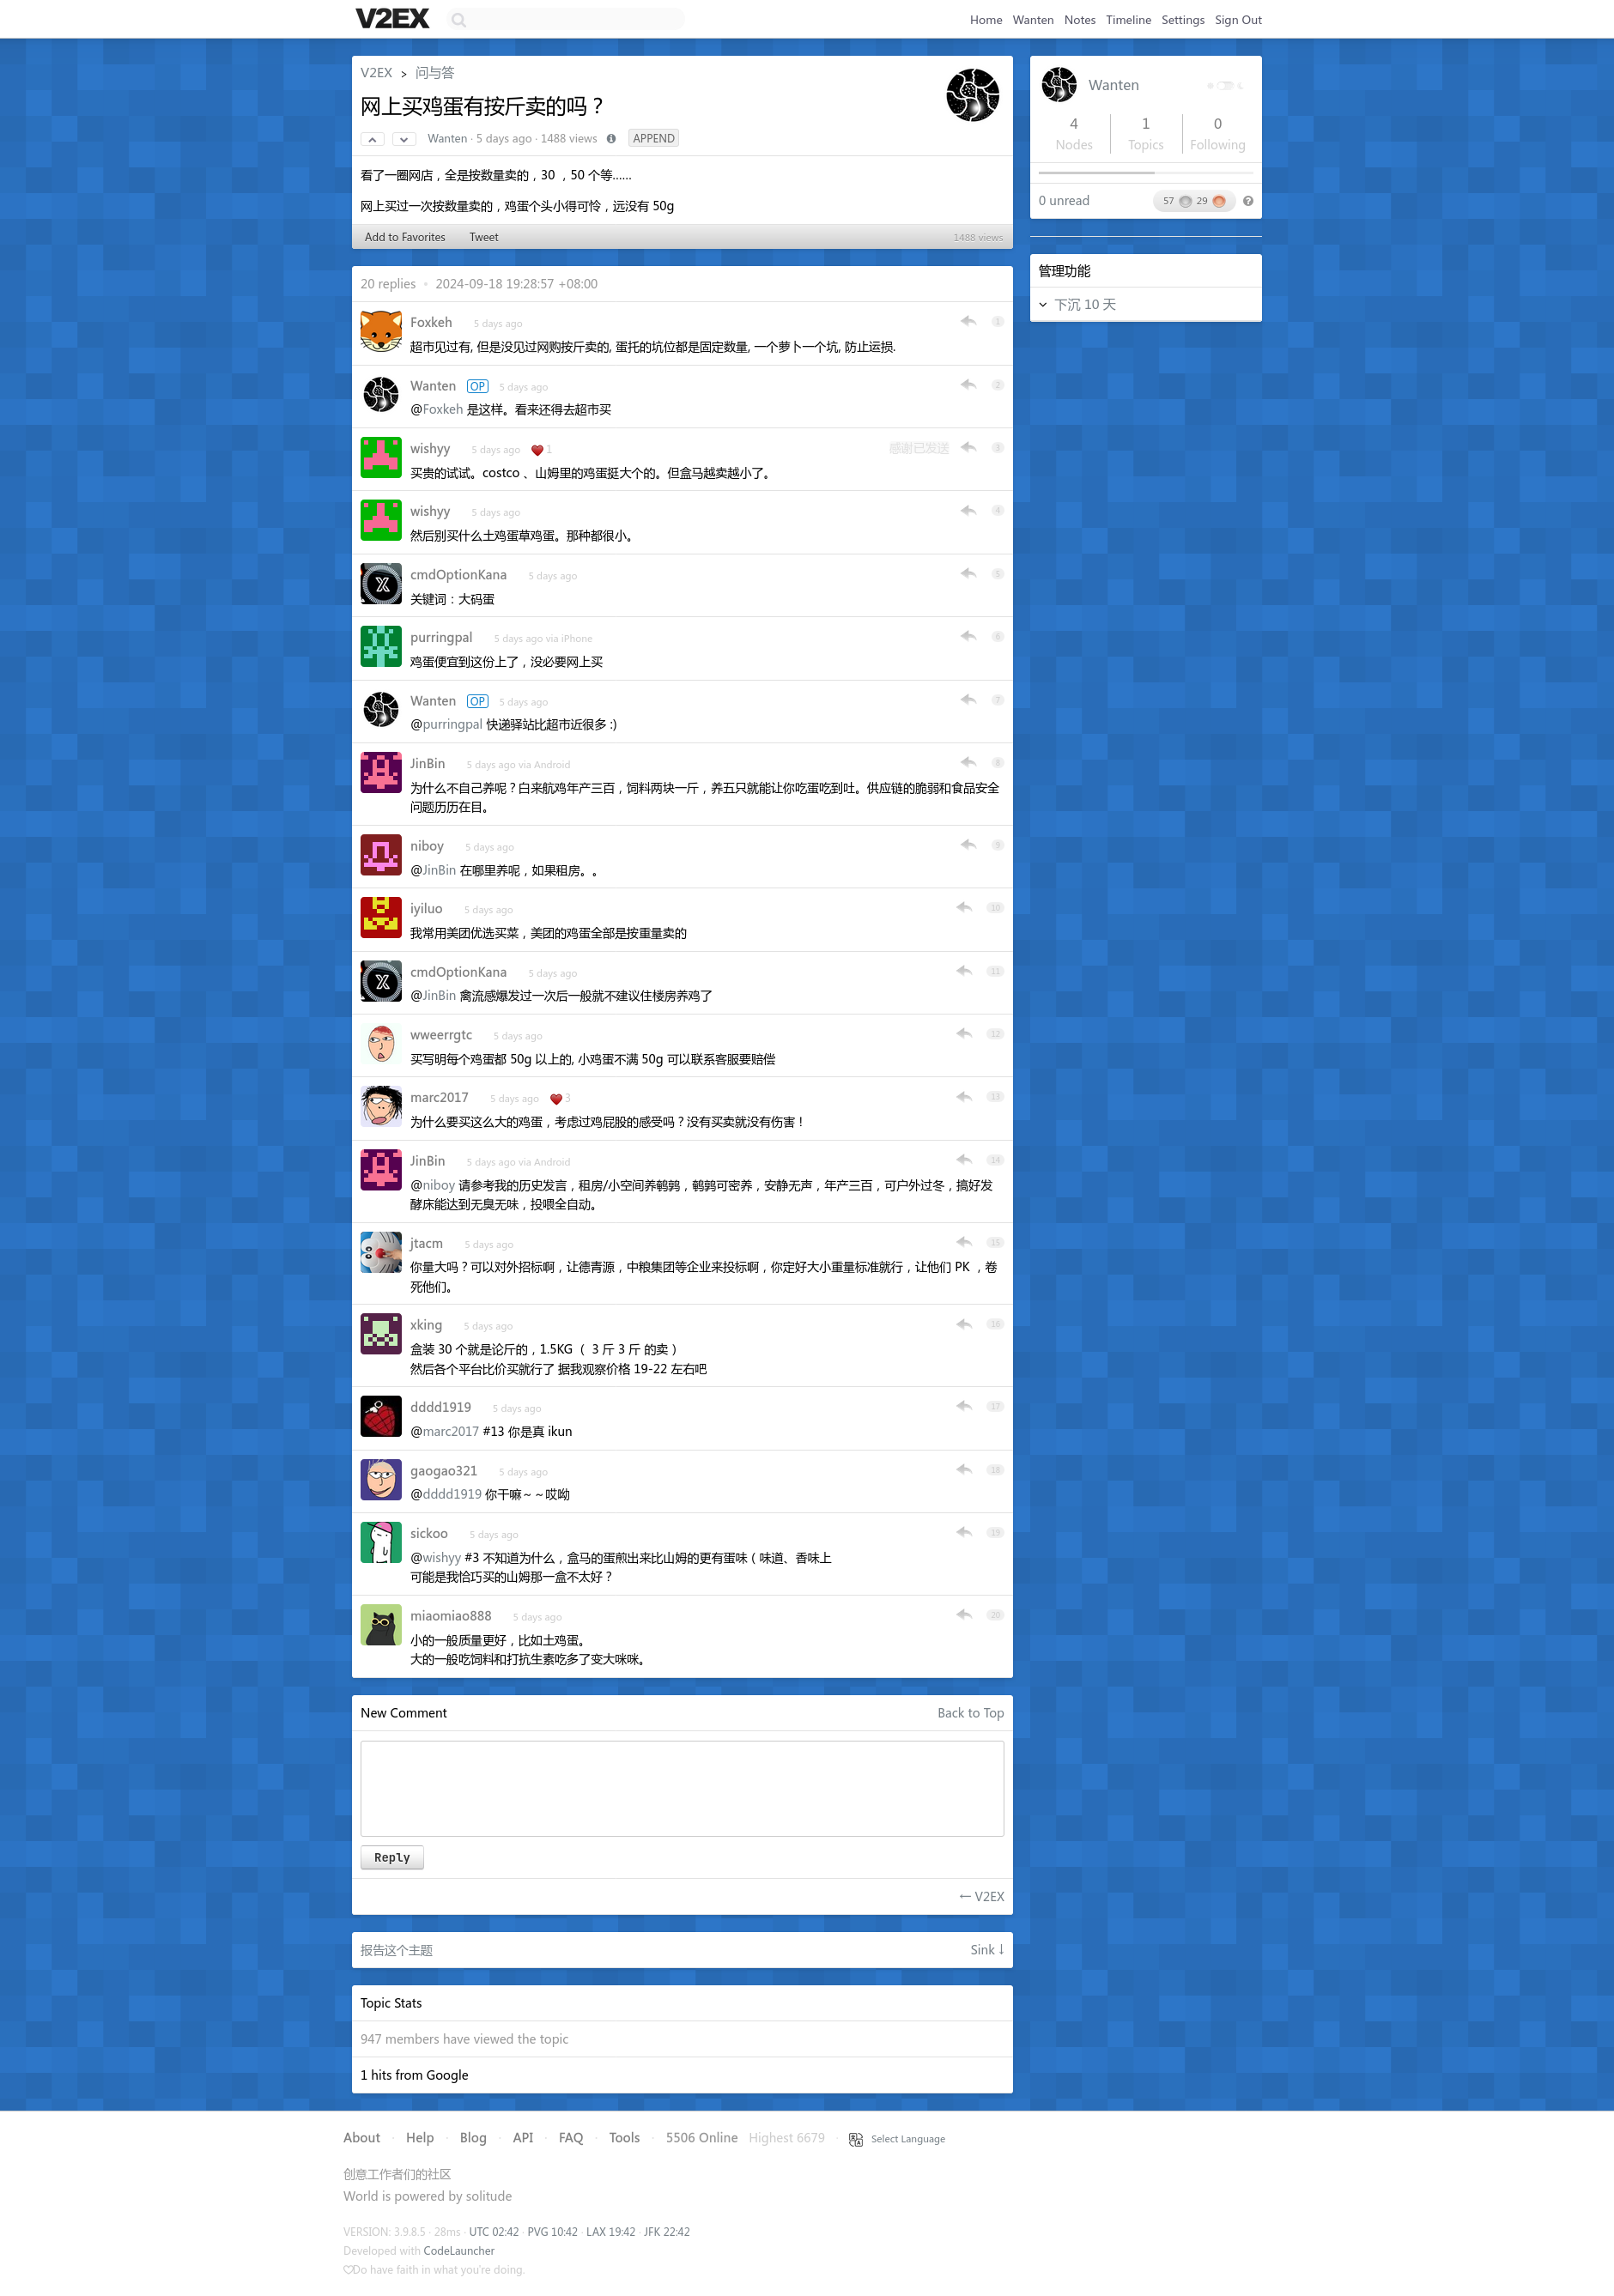 V2EX
Home Wanten Notes Timeline Settings Sign Out
V2EX > 问与答
网上买鸡蛋有按斤卖的吗？
Wanten · 5 days ago · 1488 views APPEND
看了一圈网店，全是按数量卖的，30 ，50 个等……
网上买过一次按数量卖的，鸡蛋个头小得可怜，远没有 50g
Add to Favorites Tweet 1488 views
20 replies • 2024-09-18 19:28:57 +08:00
Foxkeh 5 days ago 1
超市见过有, 但是没见过网购按斤卖的, 蛋托的坑位都是固定数量, 一个萝卜一个坑, 防止运损.
Wanten OP 5 days ago 2
@Foxkeh 是这样。看来还得去超市买
wishyy 5 days ago 1 感谢已发送 3
买贵的试试。costco 、山姆里的鸡蛋挺大个的。但盒马越卖越小了。
wishyy 5 days ago 4
然后别买什么土鸡蛋草鸡蛋。那种都很小。
cmdOptionKana 5 days ago 5
关键词：大码蛋
purringpal 5 days ago via iPhone 6
鸡蛋便宜到这份上了，没必要网上买
Wanten OP 5 days ago 7
@purringpal 快递驿站比超市近很多 :)
JinBin 5 days ago via Android 8
为什么不自己养呢？白来航鸡年产三百，饲料两块一斤，养五只就能让你吃蛋吃到吐。供应链的脆弱和食品安全
问题历历在目。
niboy 5 days ago 9
@JinBin 在哪里养呢，如果租房。。
iyiluo 5 days ago 10
我常用美团优选买菜，美团的鸡蛋全部是按重量卖的
cmdOptionKana 5 days ago 11
@JinBin 禽流感爆发过一次后一般就不建议住楼房养鸡了
wweerrgtc 5 days ago 12
买写明每个鸡蛋都 50g 以上的, 小鸡蛋不满 50g 可以联系客服要赔偿
marc2017 5 days ago 3 13
为什么要买这么大的鸡蛋，考虑过鸡屁股的感受吗？没有买卖就没有伤害！
JinBin 5 days ago via Android 14
@niboy 请参考我的历史发言，租房/小空间养鹌鹑，鹌鹑可密养，安静无声，年产三百，可户外过冬，搞好发
酵床能达到无臭无味，投喂全自动。
jtacm 5 days ago 15
你量大吗？可以对外招标啊，让德青源，中粮集团等企业来投标啊，你定好大小重量标准就行，让他们 PK ，卷
死他们。
xking 5 days ago 16
盒装 30 个就是论斤的，1.5KG（ 3 斤 3 斤 的卖）
然后各个平台比价买就行了 据我观察价格 19-22 左右吧
dddd1919 5 days ago 17
@marc2017 #13 你是真 ikun
gaogao321 5 days ago 18
@dddd1919 你干嘛～～哎呦
sickoo 5 days ago 19
@wishyy #3 不知道为什么，盒马的蛋煎出来比山姆的更有蛋味（味道、香味上
可能是我恰巧买的山姆那一盒不太好？
miaomiao888 5 days ago 20
小的一般质量更好，比如土鸡蛋。
大的一般吃饲料和打抗生素吃多了变大咪咪。
New Comment Back to Top
Reply
← V2EX
报告这个主题 Sink ↓
Topic Stats
947 members have viewed the topic
1 hits from Google
Wanten
4 1 0
Nodes Topics Following
0 unread 57 29
管理功能
下沉 10 天
About · Help · Blog · API · FAQ · Tools · 5506 Online Highest 6679 · Select Language
创意工作者们的社区
World is powered by solitude
VERSION: 3.9.8.5 · 28ms · UTC 02:42 · PVG 10:42 · LAX 19:42 · JFK 22:42
Developed with CodeLauncher
♡Do have faith in what you're doing.